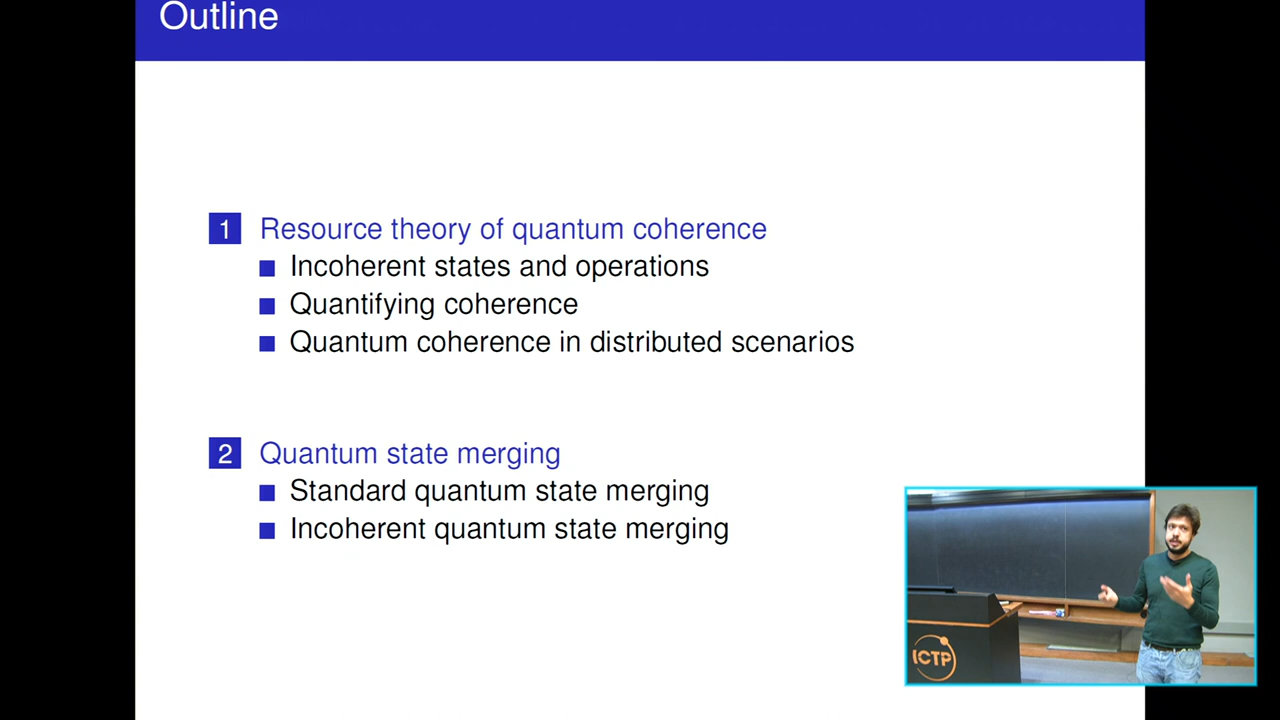 Outline
1 Resource theory of quantum coherence
Incoherent states and operations
Quantifying coherence
Quantum coherence in distributed scenarios
2 Quantum state merging
Standard quantum state merging
Incoherent quantum state merging
ICTP